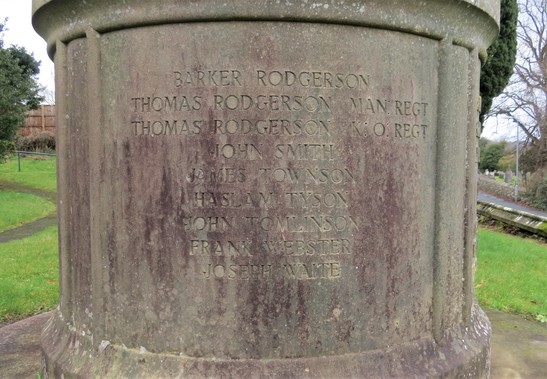 BARKER RODGERSON
THOMAS RODGERSON MAN REGT
THOMAS RODGERSON K.O REGT
JOHN SMITH
JAMES TOWNSON
HASLAM TYSON
JOHN TOMLINSON
FRANK WEBSTER
JOSEPH WAITE